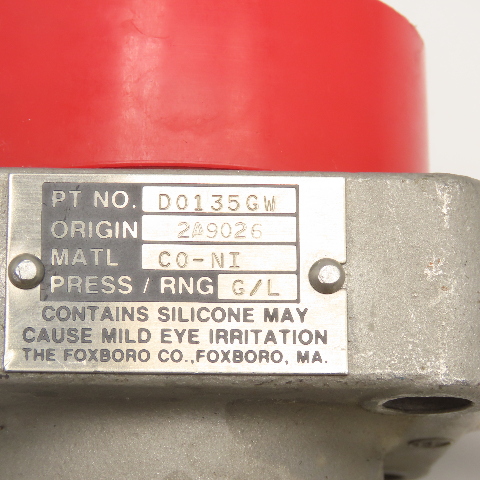 PT NO. D0135GW
ORIGIN 2A9026
MATL CO-NI
PRESS / RNG G/L
CONTAINS SILICONE MAY
CAUSE MILD EYE IRRITATION
THE FOXBORO CO., FOXBORO, MA.